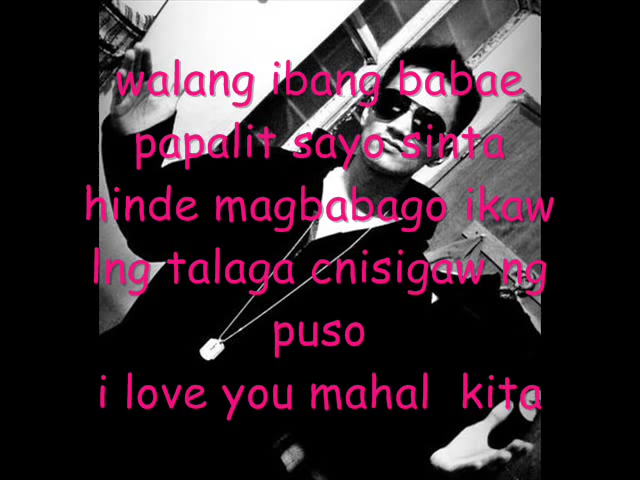 walang ibang babae
papalit sayo sinta
hinde magbabago ikaw
lng talaga cnisigaw ng
puso
i love you mahal  kita